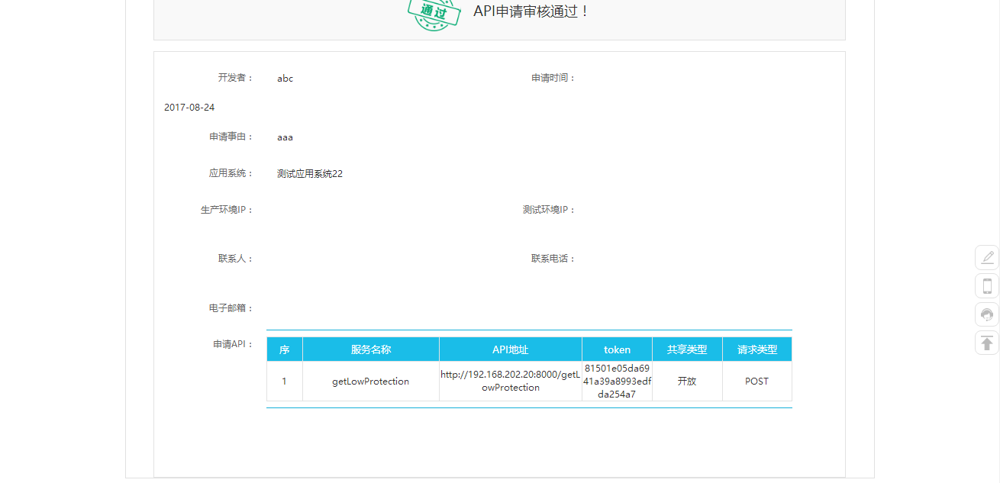 通过
API申请审核通过！
开发者： abc 申请时间：
2017-08-24
申请事由： aaa
应用系统： 测试应用系统22
生产环境IP： 测试环境IP：
联系人： 联系电话：
电子邮箱：
申请API：
序 服务名称 API地址 token 共享类型 请求类型
1 getLowProtection http://192.168.202.20:8000/getL
owProtection 81501e05da69
41a39a8993edf
da254a7 开放 POST